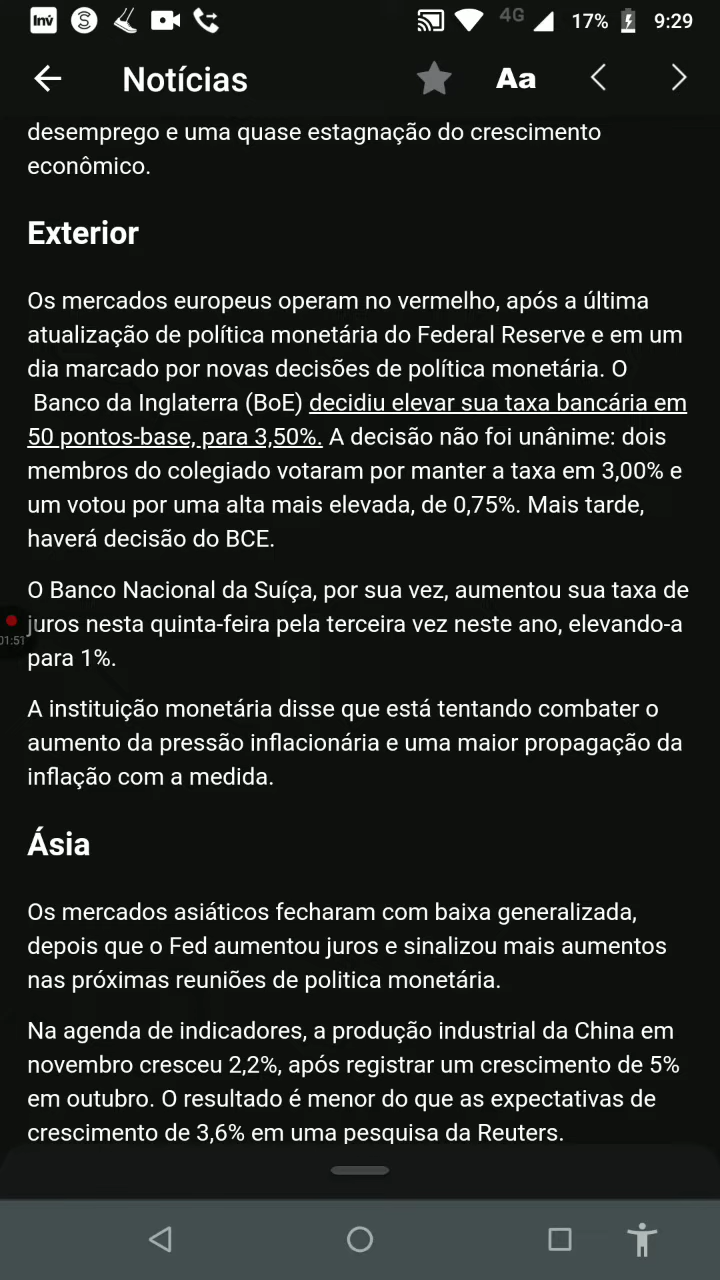 Inv
S
4G
17%
9:29
Notícias
Aa
desemprego e uma quase estagnação do crescimento
econômico.
Exterior
Os mercados europeus operam no vermelho, após a última
atualização de política monetária do Federal Reserve e em um
dia marcado por novas decisões de política monetária. O
Banco da Inglaterra (BoE) decidiu elevar sua taxa bancária em
50 pontos-base, para 3,50%. A decisão não foi unânime: dois
membros do colegiado votaram por manter a taxa em 3,00% e
um votou por uma alta mais elevada, de 0,75%. Mais tarde,
haverá decisão do BCE.
O Banco Nacional da Suíça, por sua vez, aumentou sua taxa de
juros nesta quinta-feira pela terceira vez neste ano, elevando-a
01:51
para 1%.
A instituição monetária disse que está tentando combater o
aumento da pressão inflacionária e uma maior propagação da
inflação com a medida.
Ásia
Os mercados asiáticos fecharam com baixa generalizada,
depois que o Fed aumentou juros e sinalizou mais aumentos
nas próximas reuniões de politica monetária.
Na agenda de indicadores, a produção industrial da China em
novembro cresceu 2,2%, após registrar um crescimento de 5%
em outubro. O resultado é menor do que as expectativas de
crescimento de 3,6% em uma pesquisa da Reuters.